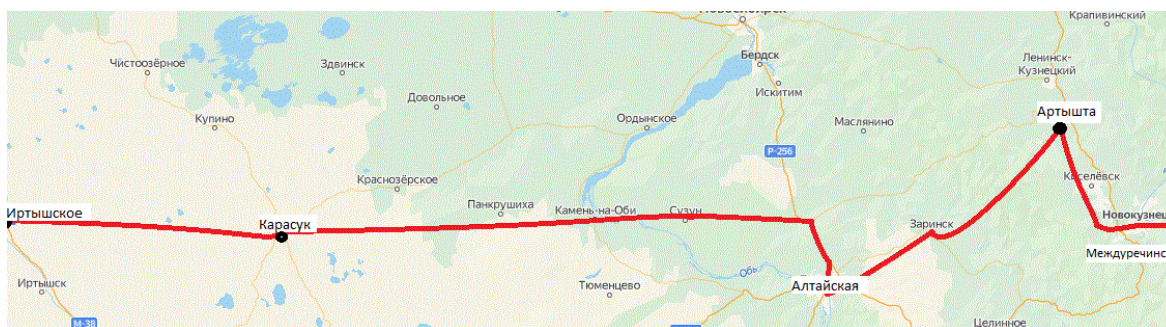 Новосибирск
Крапивинский
Чистоозёрное
Здвинск
Бердск
Ленинск-
Кузнецкий
Довольное
Искитим
Купино
Ордынское
Маслянино
Артышта
Р-256
Краснозёрское
Киселёвск
Иртышское
Карасук
Панкрушиха
Камень-на-Оби
Сузун
Заринск
Новокузнец
Междуреченск
Иртышск
Тюменцево
Обь
Алтайская
М-38
Целинное